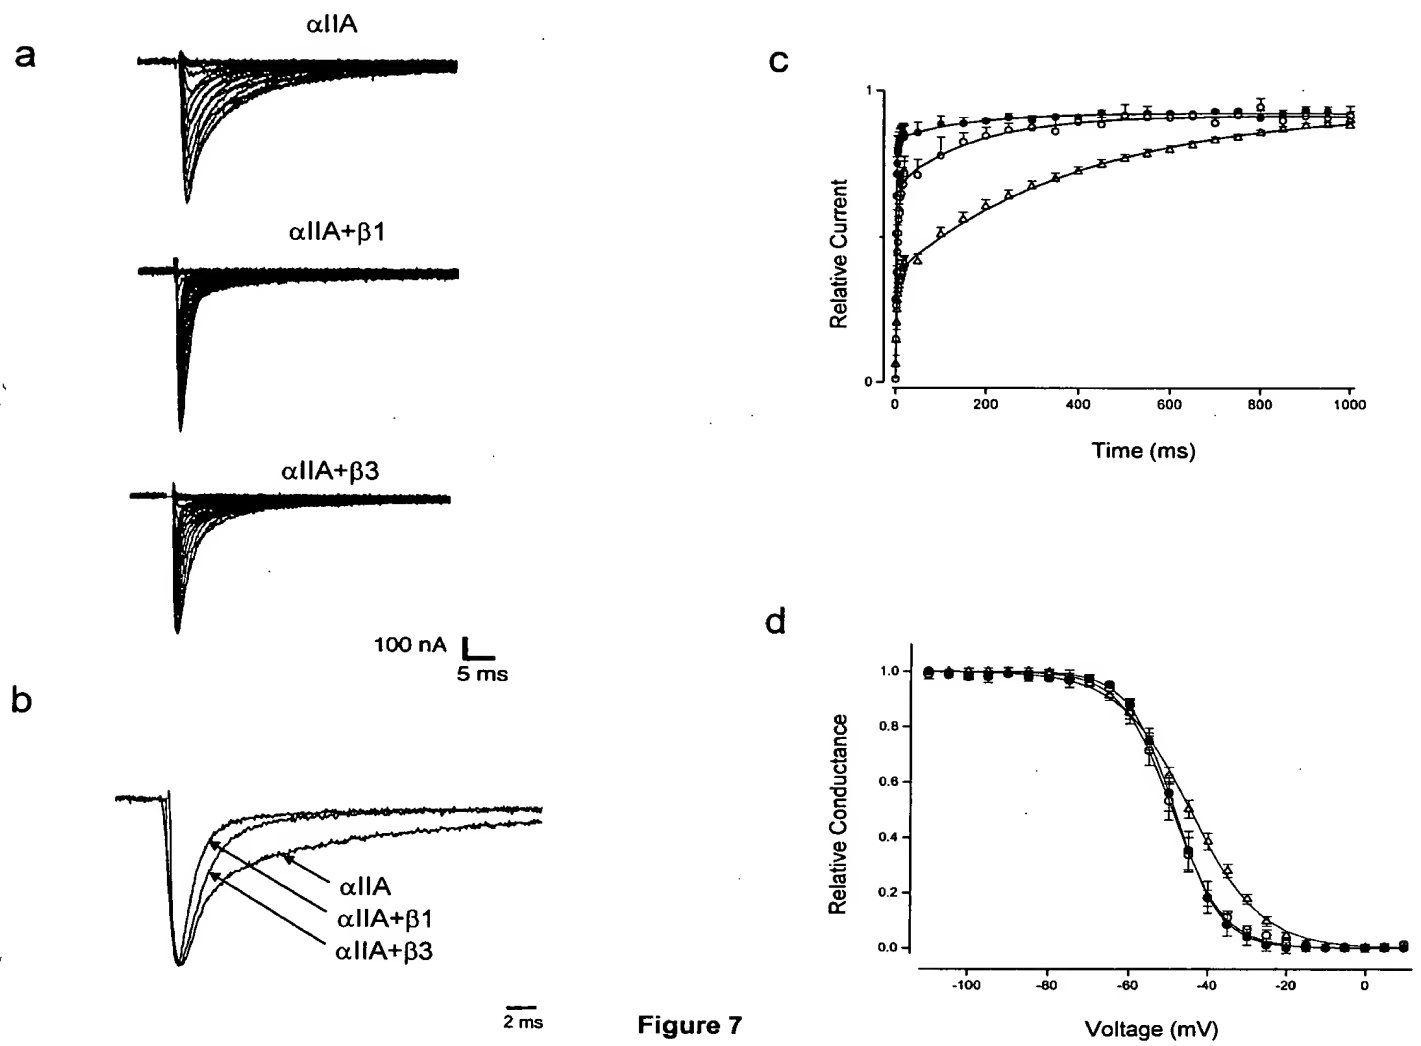 a
αIIA
αIIA+β1
αIIA+β3
100 nA
5 ms
b
αIIA
αIIA+β1
αIIA+β3
2 ms
c
Relative Current
1
0
0 200 400 600 800 1000
Time (ms)
d
Relative Conductance
1.0
0.8
0.6
0.4
0.2
0.0
-100 -80 -60 -40 -20 0
Voltage (mV)
Figure 7